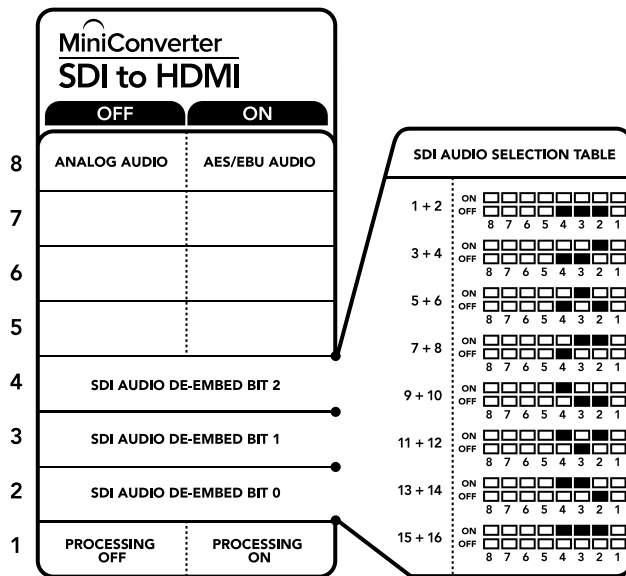 MiniConverter
SDI to HDMI
OFF ON
8 ANALOG AUDIO AES/EBU AUDIO
7
6
5
4 SDI AUDIO DE-EMBED BIT 2
3 SDI AUDIO DE-EMBED BIT 1
2 SDI AUDIO DE-EMBED BIT 0
1 PROCESSING OFF PROCESSING ON
SDI AUDIO SELECTION TABLE
1 + 2 ON
OFF
8 7 6 5 4 3 2 1
3 + 4 ON
OFF
8 7 6 5 4 3 2 1
5 + 6 ON
OFF
8 7 6 5 4 3 2 1
7 + 8 ON
OFF
8 7 6 5 4 3 2 1
9 + 10 ON
OFF
8 7 6 5 4 3 2 1
11 + 12 ON
OFF
8 7 6 5 4 3 2 1
13 + 14 ON
OFF
8 7 6 5 4 3 2 1
15 + 16 ON
OFF
8 7 6 5 4 3 2 1